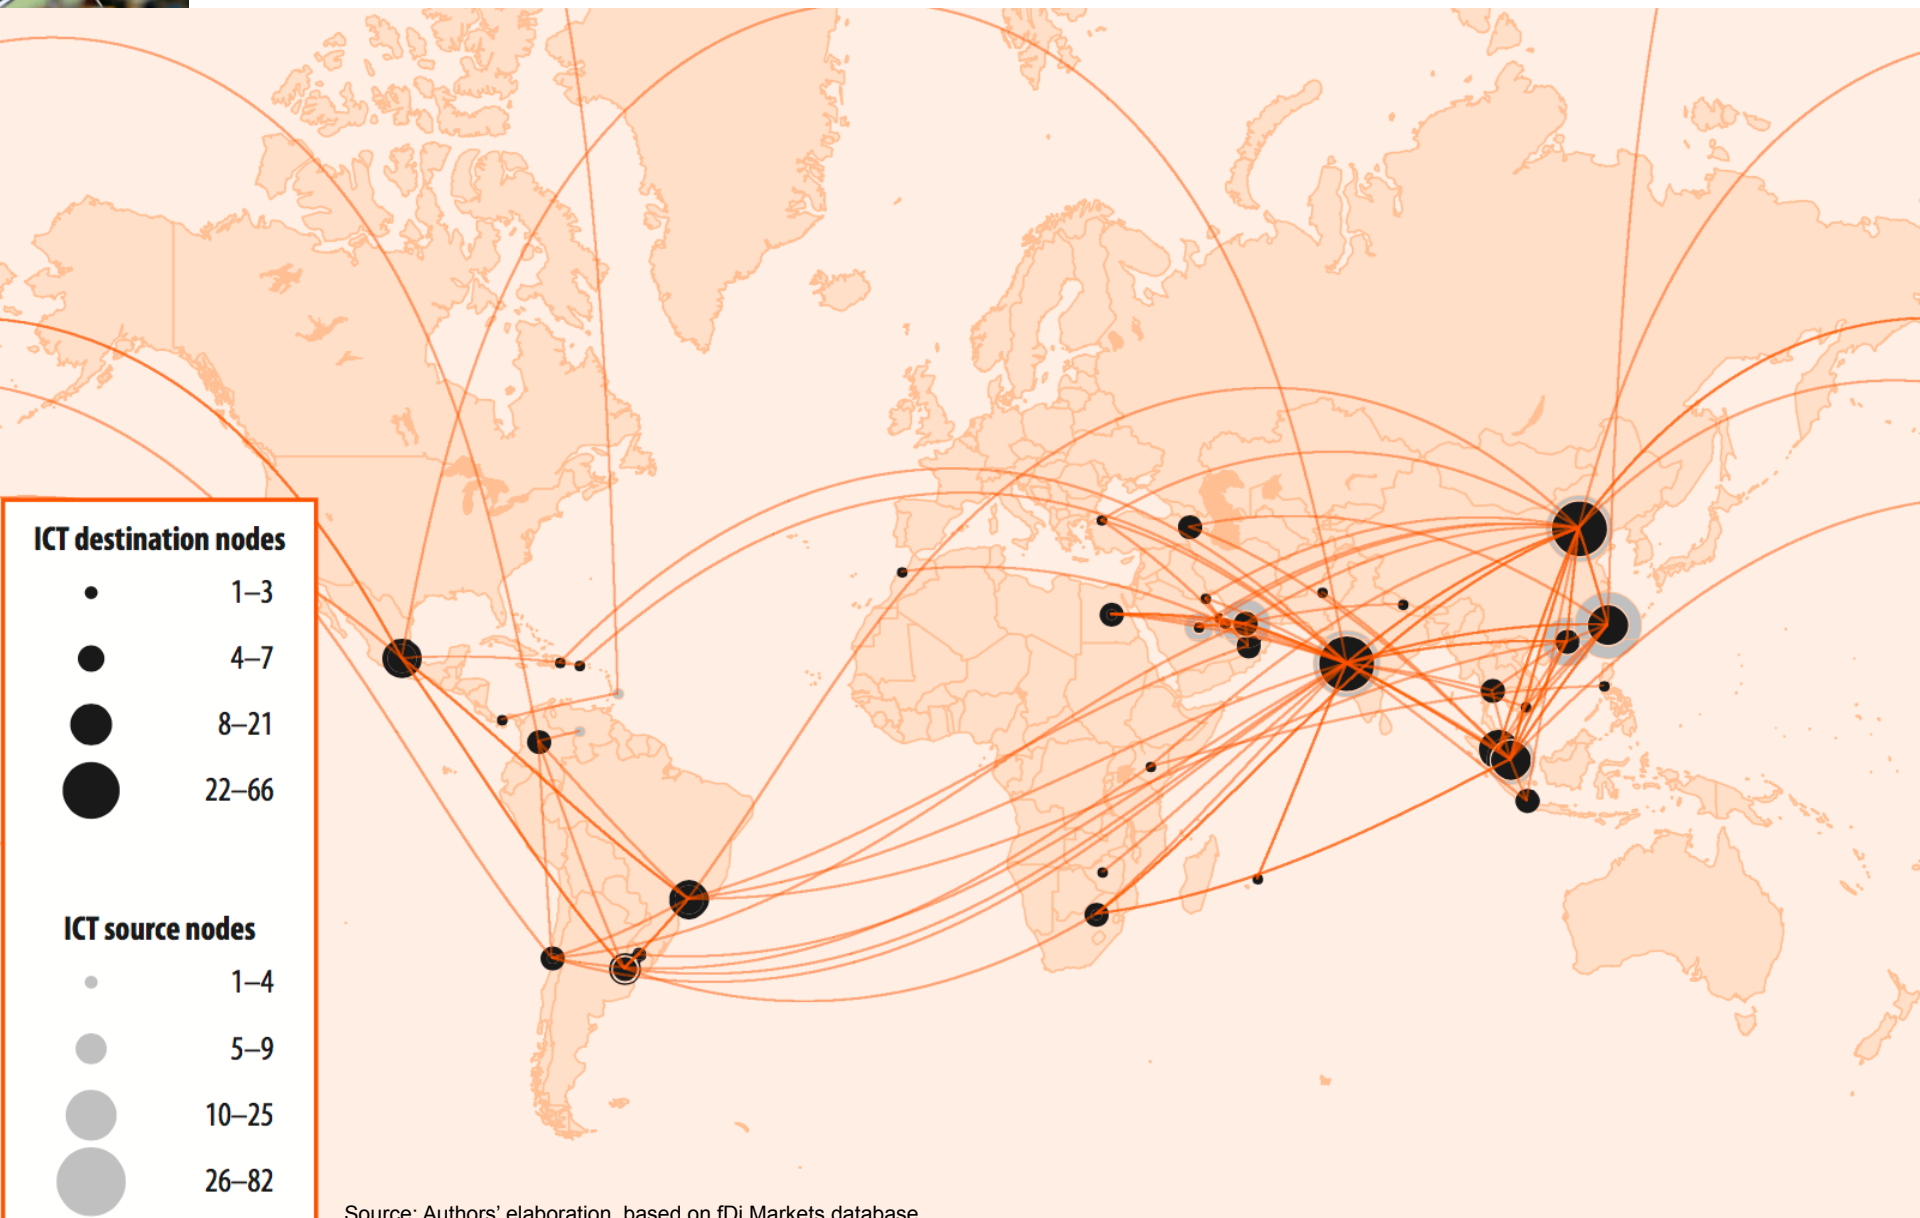 ICT destination nodes
1–3
4–7
8–21
22–66
ICT source nodes
1–4
5–9
10–25
26–82
Source: Authors’ elaboration, based on fDi Markets database